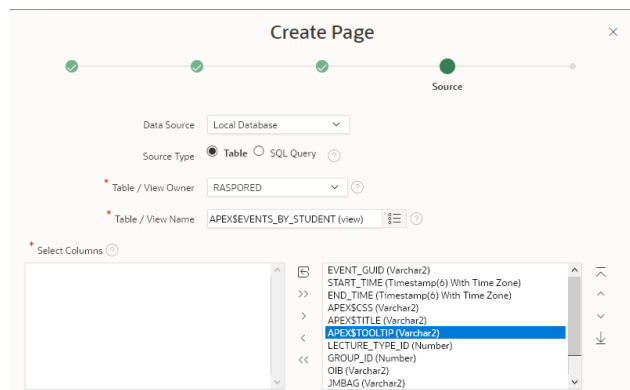 Create Page
Source
Data Source Local Database
Source Type Table SQL Query
* Table / View Owner RASPORED
* Table / View Name APEX$EVENTS_BY_STUDENT (view)
* Select Columns
EVENT_GUID (Varchar2)
START_TIME (Timestamp(6) With Time Zone)
END_TIME (Timestamp(6) With Time Zone)
APEX$CSS (Varchar2)
APEX$TITLE (Varchar2)
APEX$TOOLTIP (Varchar2)
LECTURE_TYPE_ID (Number)
GROUP_ID (Number)
OIB (Varchar2)
JMBAG (Varchar2)